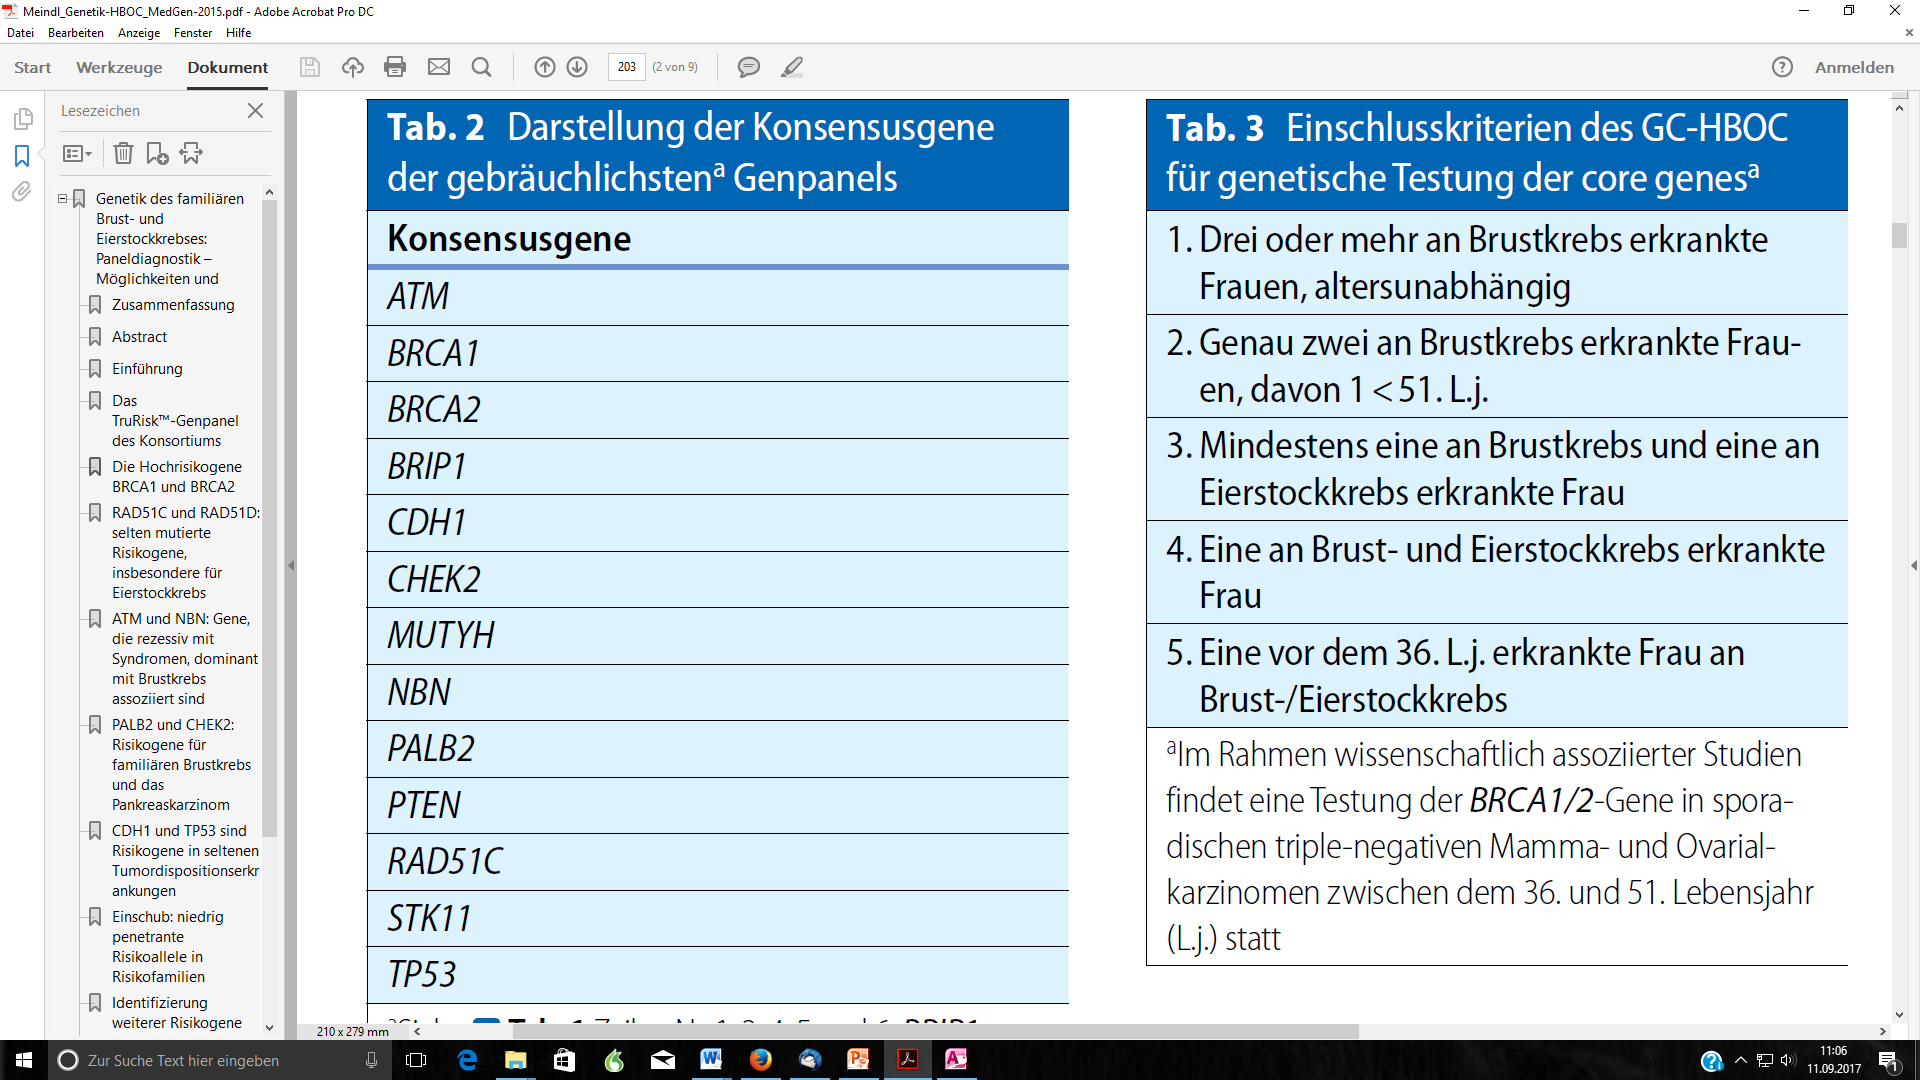 Meindl_Genetik-HBOC_MedGen-2015.pdf - Adobe Acrobat Pro DC
Datei Bearbeiten Anzeige Fenster Hilfe
Start Werkzeuge Dokument 203 (2 von 9) Anmelden
Lesezeichen
Genetik des familiären
Brust- und
Eierstockkrebses:
Paneldiagnostik –
Möglichkeiten und
Zusammenfassung
Abstract
Einführung
Das
TruRisk™-Genpanel
des Konsortiums
Die Hochrisikogene
BRCA1 und BRCA2
RAD51C und RAD51D:
selten mutierte
Risikogene,
insbesondere für
Eierstockkrebs
ATM und NBN: Gene,
die rezessiv mit
Syndromen, dominant
mit Brustkrebs
assoziiert sind
PALB2 und CHEK2:
Risikogene für
familiären Brustkrebs
und das
Pankreaskarzinom
CDH1 und TP53 sind
Risikogene in seltenen
Tumordispositionserkr
ankungen
Einschub: niedrig
penetrante
Risikoallele in
Risikofamilien
Identifizierung
weiterer Risikogene
Tab. 2 Darstellung der Konsensusgene
der gebräuchlichstenᵃ Genpanels
Konsensusgene
ATM
BRCA1
BRCA2
BRIP1
CDH1
CHEK2
MUTYH
NBN
PALB2
PTEN
RAD51C
STK11
TP53
Tab. 3 Einschlusskriterien des GC-HBOC
für genetische Testung der core genesᵃ
1. Drei oder mehr an Brustkrebs erkrankte
Frauen, altersunabhängig
2. Genau zwei an Brustkrebs erkrankte Frau-
en, davon 1 < 51. L.j.
3. Mindestens eine an Brustkrebs und eine an
Eierstockkrebs erkrankte Frau
4. Eine an Brust- und Eierstockkrebs erkrankte
Frau
5. Eine vor dem 36. L.j. erkrankte Frau an
Brust-/Eierstockkrebs
ᵃIm Rahmen wissenschaftlich assoziierter Studien
findet eine Testung der BRCA1/2-Gene in spora-
dischen triple-negativen Mamma- und Ovarial-
karzinomen zwischen dem 36. und 51. Lebensjahr
(L.j.) statt
210 x 279 mm
Zur Suche Text hier eingeben
11:06
11.09.2017